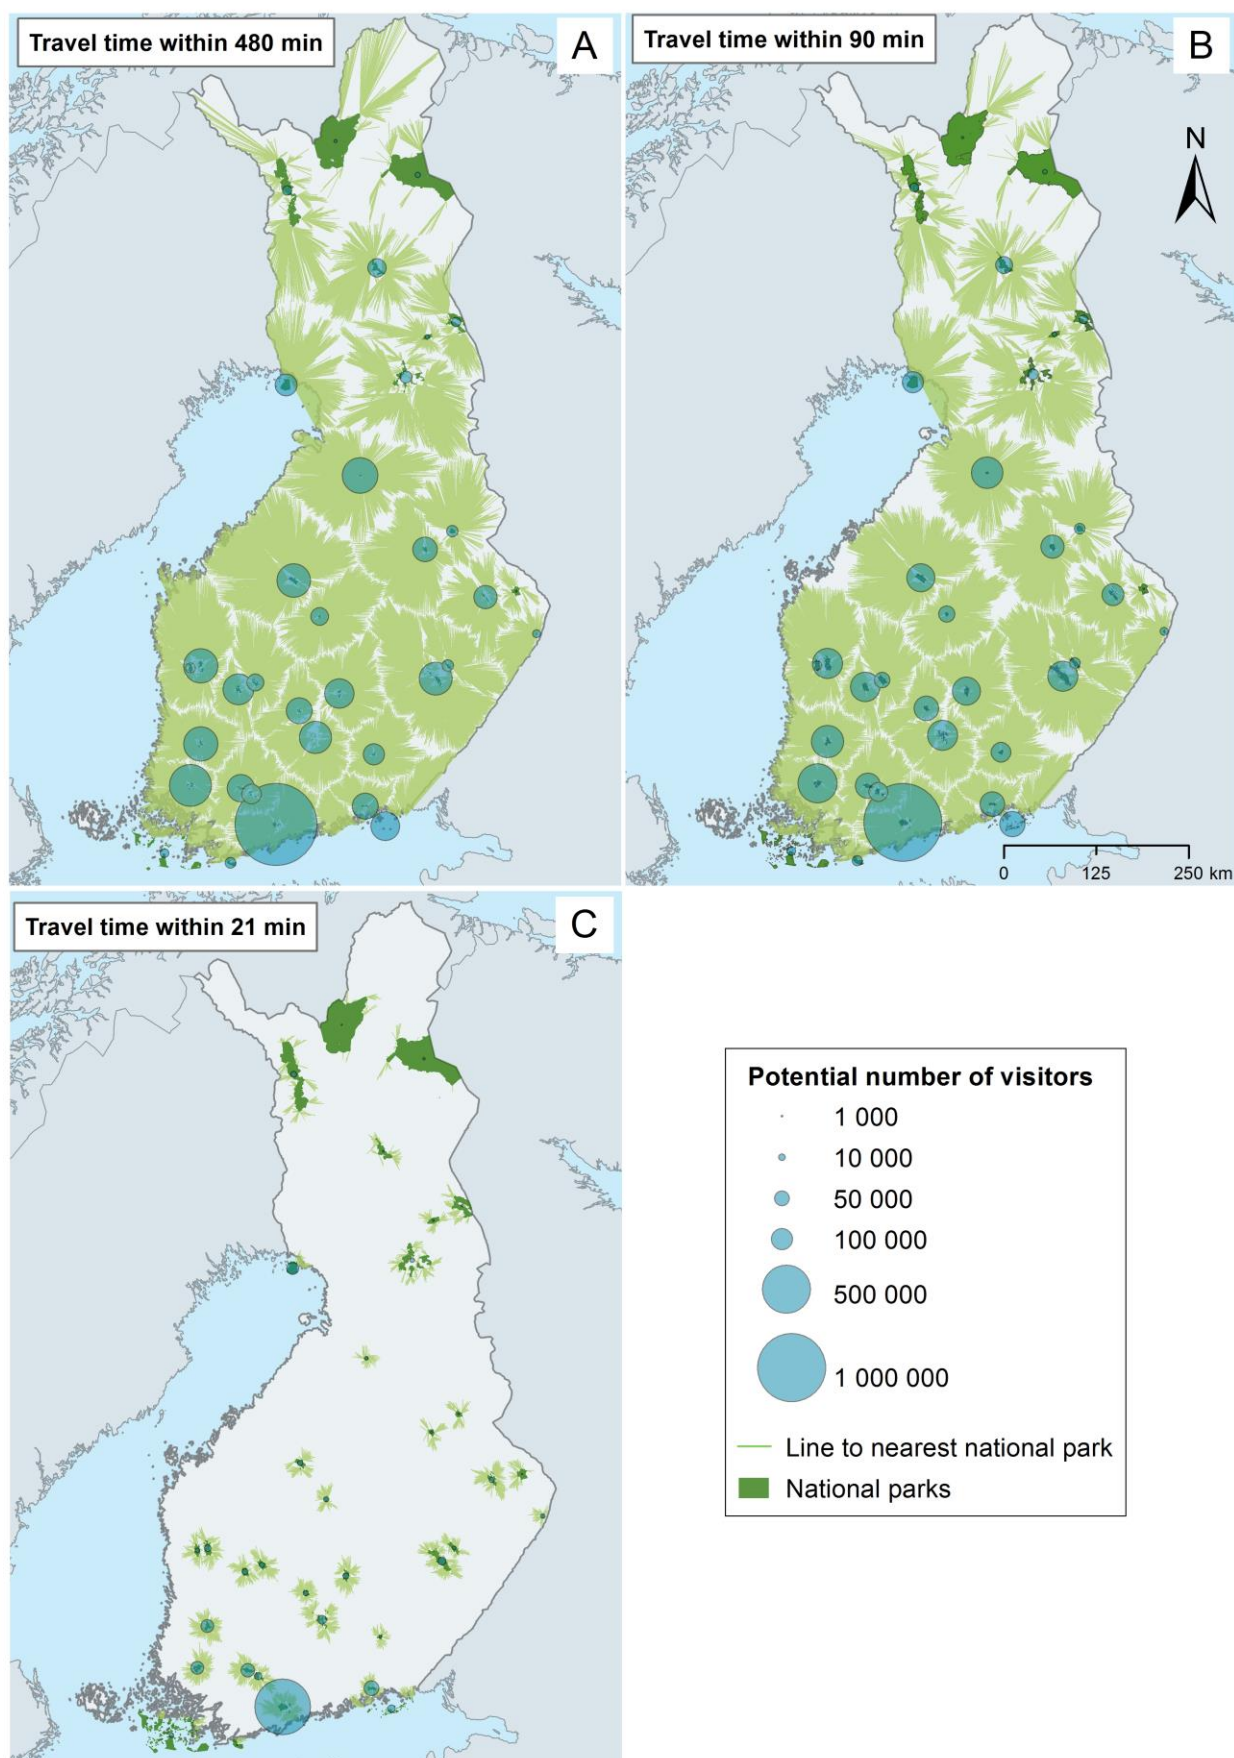 Travel time within 480 min
A
Travel time within 90 min
B
N
0 125 250 km
Travel time within 21 min
C
Potential number of visitors
1 000
10 000
50 000
100 000
500 000
1 000 000
Line to nearest national park
National parks